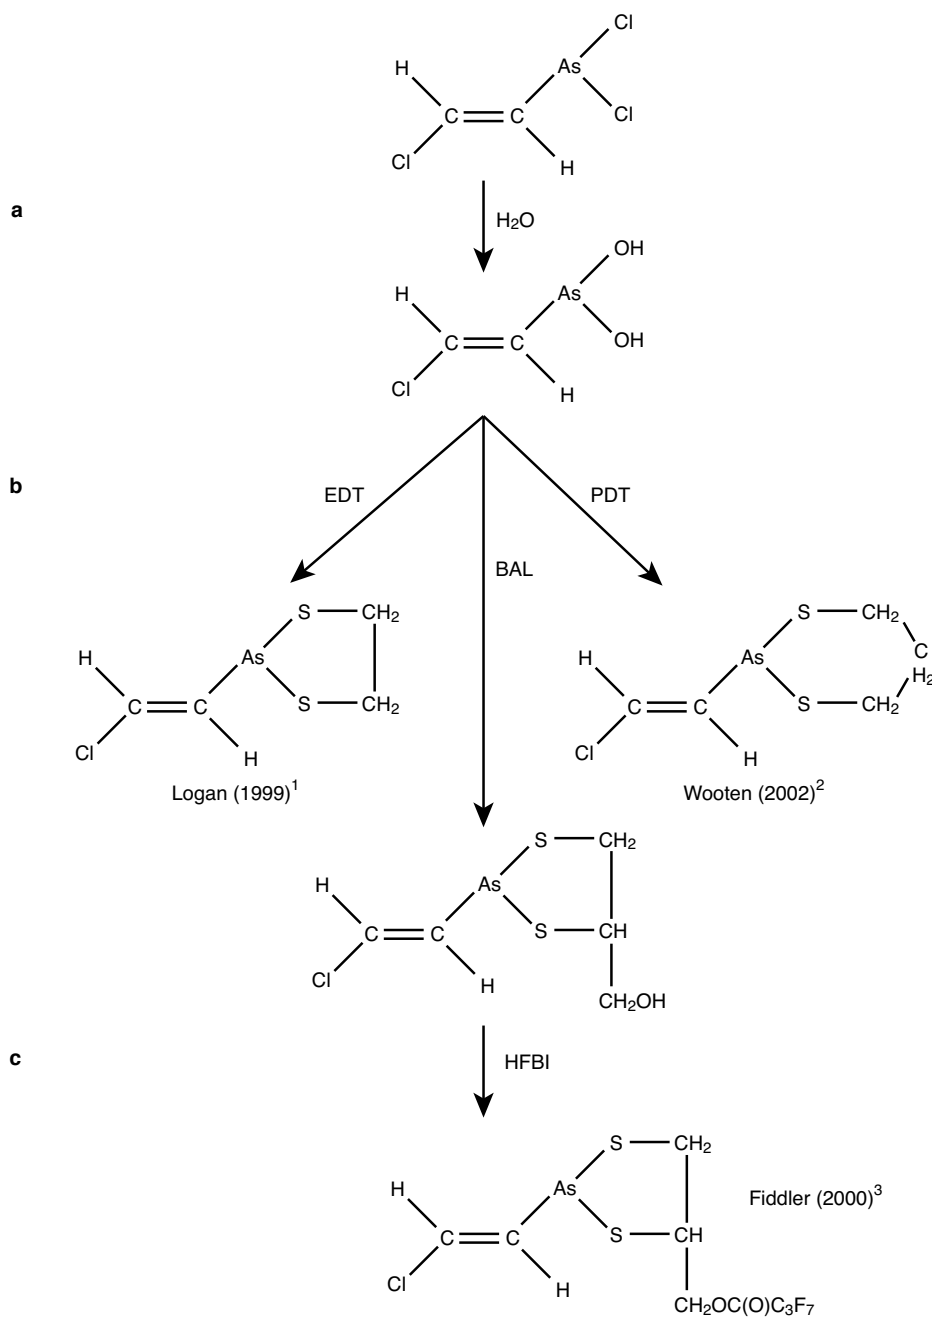 Cl
H
As
C
C
Cl
Cl
H
a
H₂O
OH
H
As
C
C
OH
Cl
H
b
EDT
PDT
BAL
S
CH₂
S
CH₂
H
As
H
As
C
H₂
C
C
S
CH₂
C
C
S
CH₂
Cl
H
Cl
H
Logan (1999)¹
Wooten (2002)²
S
CH₂
H
As
C
C
S
CH
Cl
H
CH₂OH
c
HFBI
S
CH₂
H
As
Fiddler (2000)³
C
C
S
CH
Cl
H
CH₂OC(O)C₃F₇